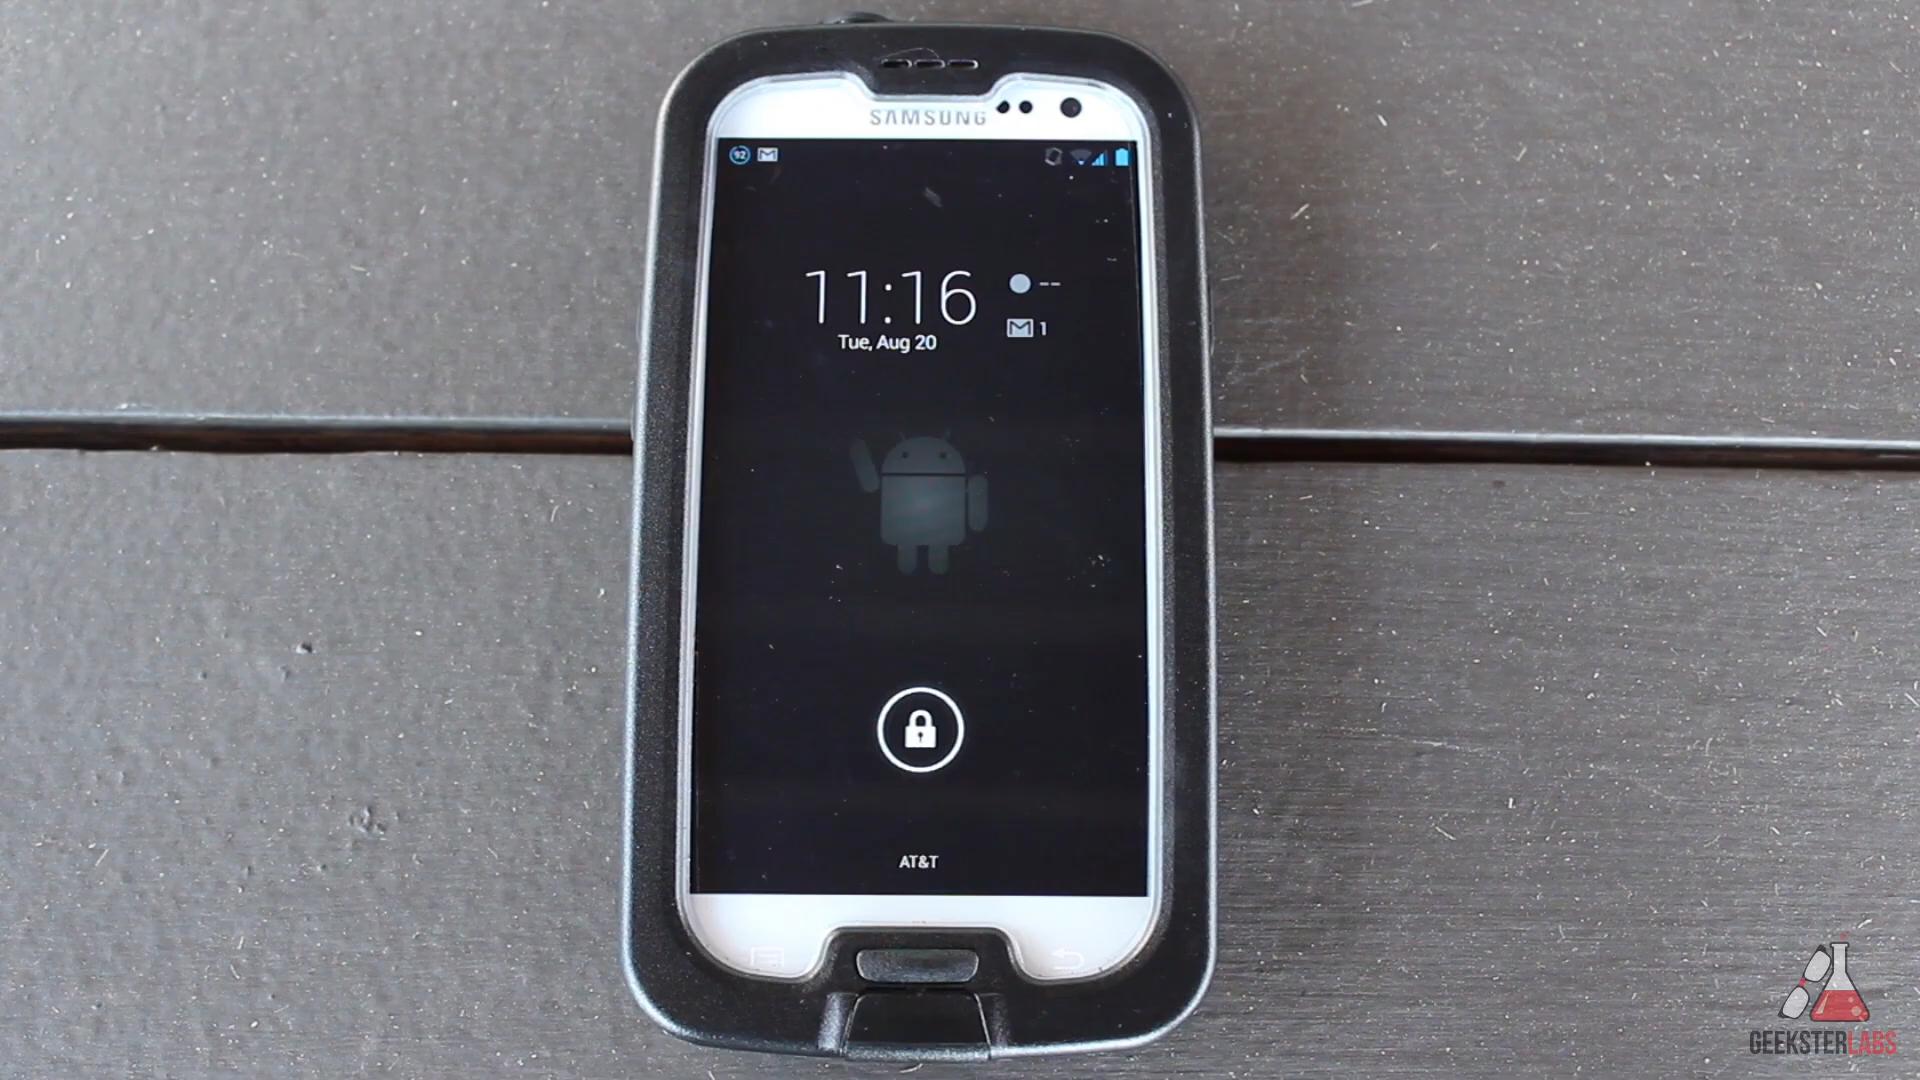 SAMSUNG
92
11:16
--
Tue, Aug 20
1
AT&T
GEEKSTERLABS